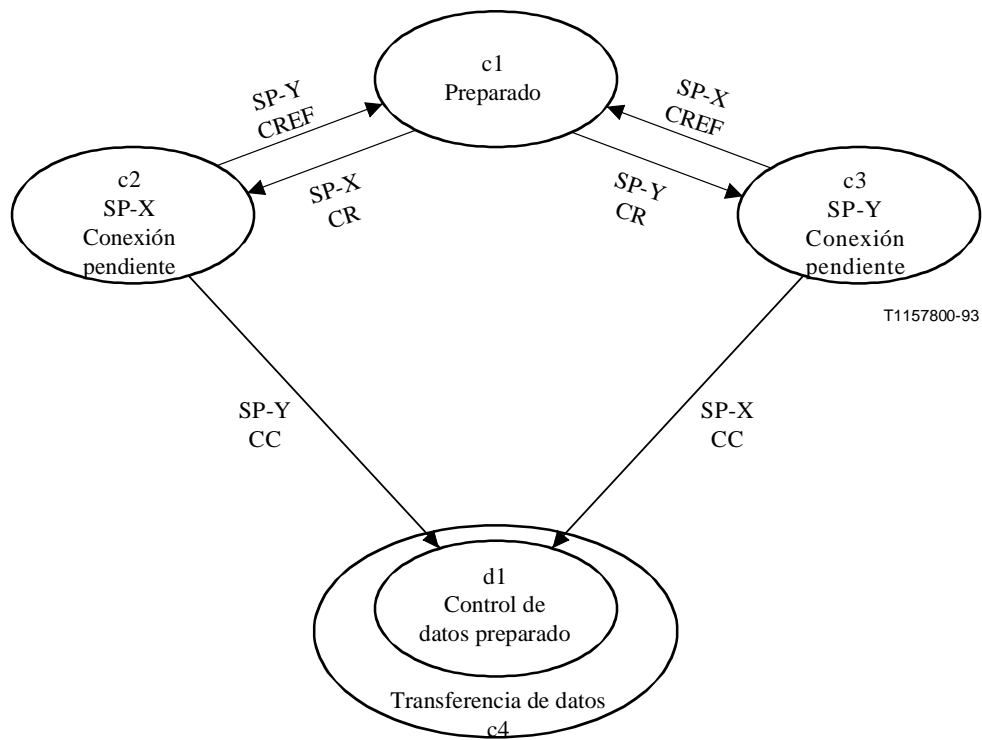 c1
Preparado
SP-Y
CREF
SP-X
CREF
SP-X
CR
SP-Y
CR
c2
SP-X
Conexión
pendiente
c3
SP-Y
Conexión
pendiente
T1157800-93
SP-Y
CC
SP-X
CC
d1
Control de
datos preparado
Transferencia de datos
c4